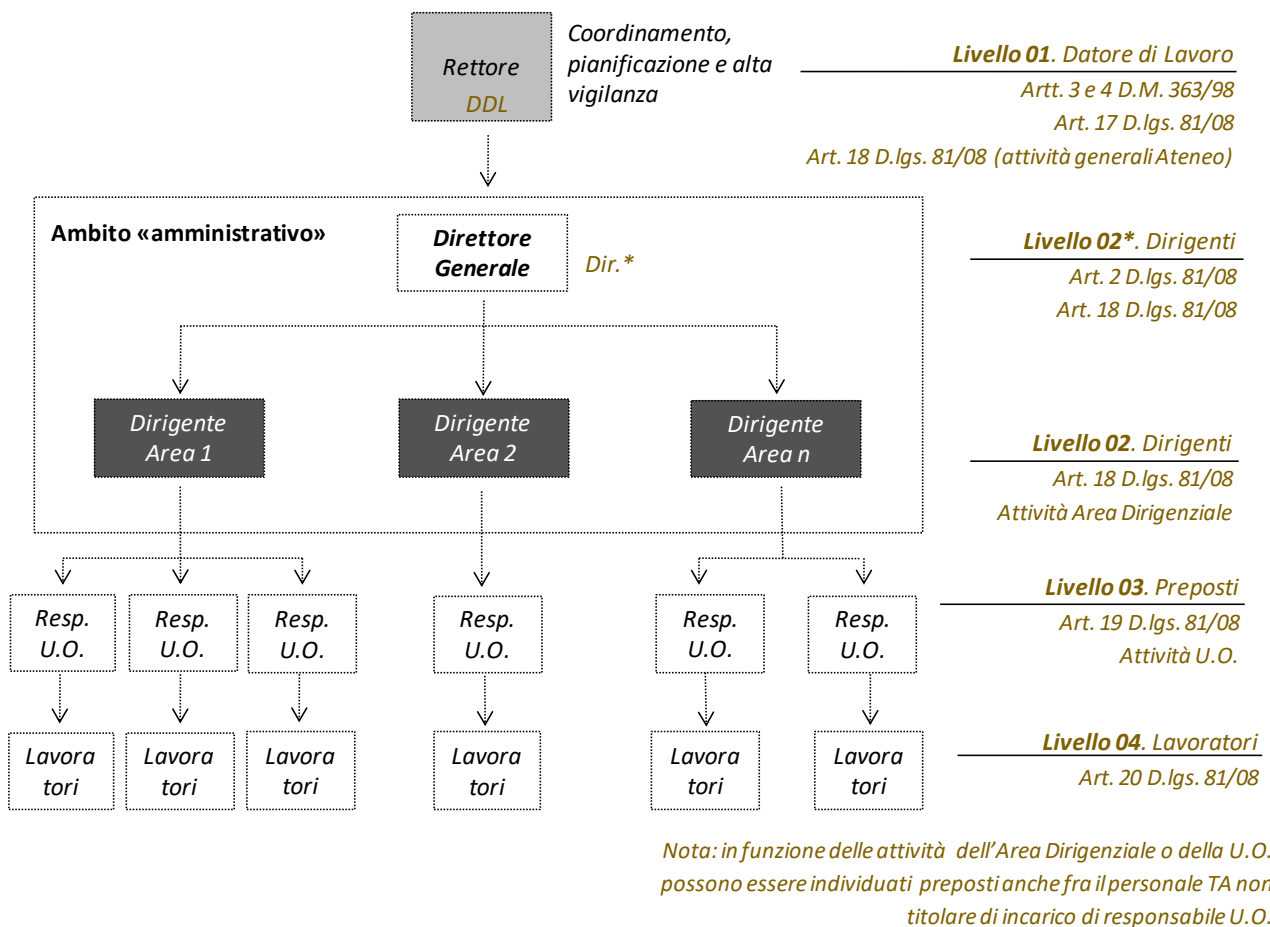 Rettore
DDL
Coordinamento,
pianificazione e alta
vigilanza
Livello 01. Datore di Lavoro
Artt. 3 e 4 D.M. 363/98
Art. 17 D.lgs. 81/08
Art. 18 D.lgs. 81/08 (attività generali Ateneo)
Ambito «amministrativo»
Direttore
Generale
Dir.*
Livello 02*. Dirigenti
Art. 2 D.lgs. 81/08
Art. 18 D.lgs. 81/08
Dirigente
Area 1
Dirigente
Area 2
Dirigente
Area n
Livello 02. Dirigenti
Art. 18 D.lgs. 81/08
Attività Area Dirigenziale
Resp.
U.O.
Resp.
U.O.
Resp.
U.O.
Resp.
U.O.
Resp.
U.O.
Resp.
U.O.
Livello 03. Preposti
Art. 19 D.lgs. 81/08
Attività U.O.
Lavora
tori
Lavora
tori
Lavora
tori
Lavora
tori
Lavora
tori
Lavora
tori
Livello 04. Lavoratori
Art. 20 D.lgs. 81/08
Nota: in funzione delle attività dell'Area Dirigenziale o della U.O.
possono essere individuati preposti anche fra il personale TA non
titolare di incarico di responsabile U.O.